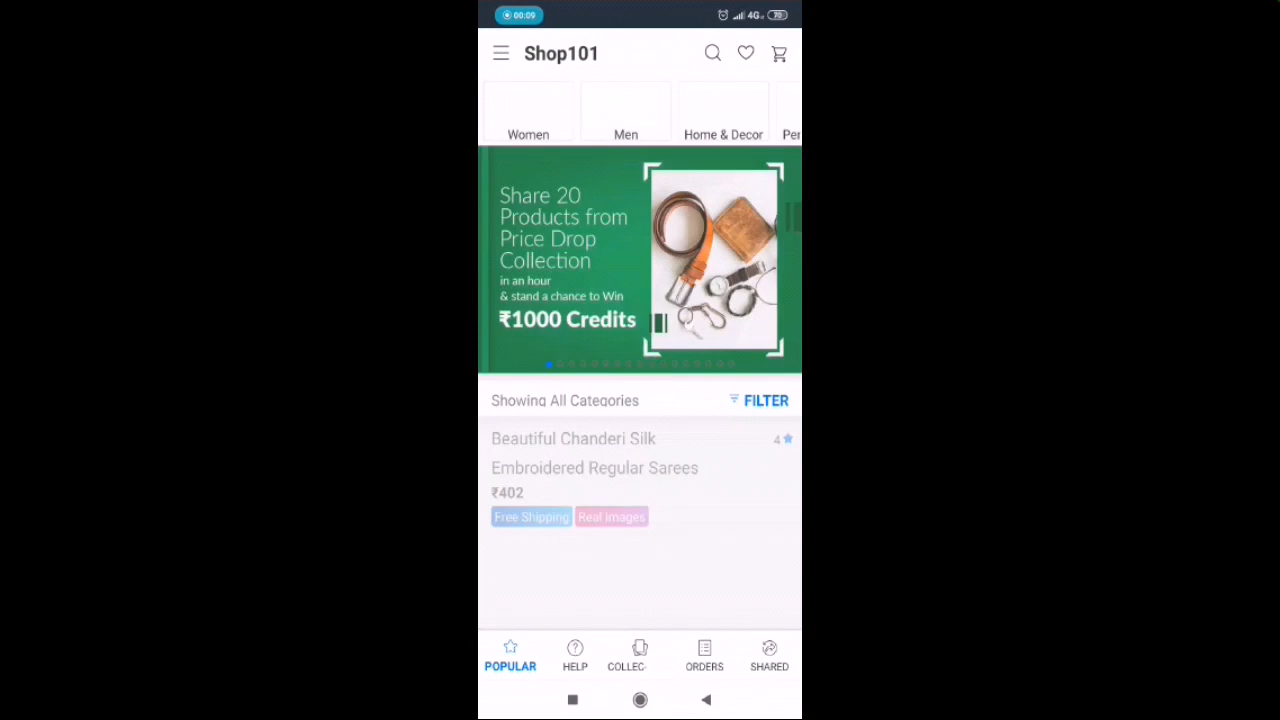 00:09
4G
70
Shop101
Women
Men
Home & Decor
Per
Share 20
Products from
Price Drop
Collection
in an hour
& stand a chance to Win
₹1000 Credits
Showing All Categories
FILTER
Beautiful Chanderi Silk
4
Embroidered Regular Sarees
₹402
Free Shipping
Real Images
POPULAR
HELP
COLLEC-
ORDERS
SHARED